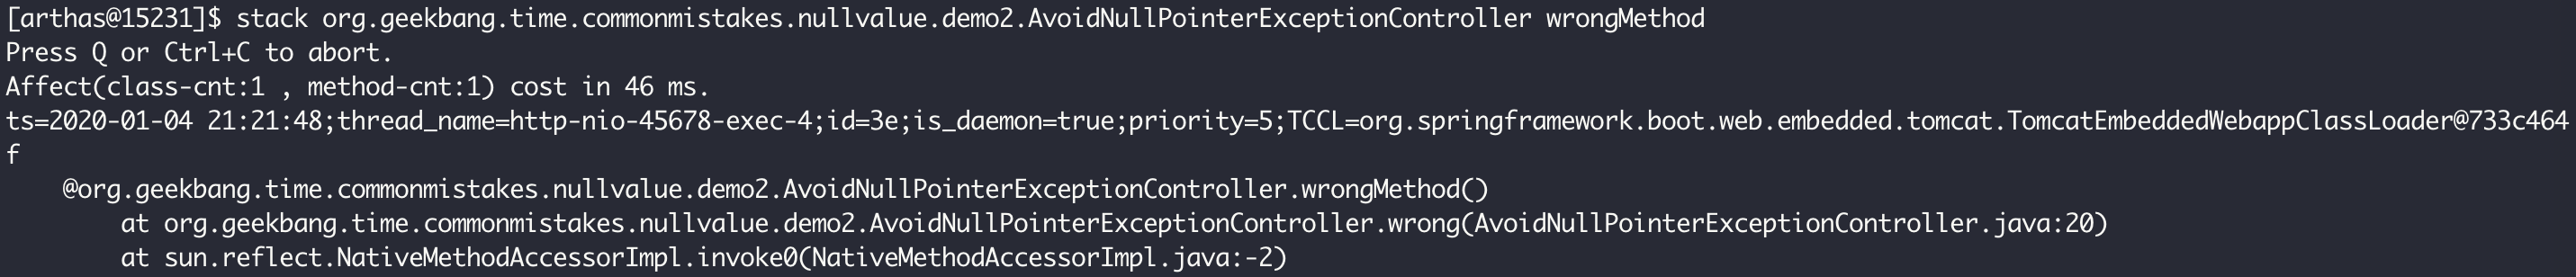 [arthas@15231]$ stack org.geekbang.time.commonmistakes.nullvalue.demo2.AvoidNullPointerExceptionController wrongMethod
Press Q or Ctrl+C to abort.
Affect(class-cnt:1 , method-cnt:1) cost in 46 ms.
ts=2020-01-04 21:21:48;thread_name=http-nio-45678-exec-4;id=3e;is_daemon=true;priority=5;TCCL=org.springframework.boot.web.embedded.tomcat.TomcatEmbeddedWebappClassLoader@733c464
f
    @org.geekbang.time.commonmistakes.nullvalue.demo2.AvoidNullPointerExceptionController.wrongMethod()
        at org.geekbang.time.commonmistakes.nullvalue.demo2.AvoidNullPointerExceptionController.wrong(AvoidNullPointerExceptionController.java:20)
        at sun.reflect.NativeMethodAccessorImpl.invoke0(NativeMethodAccessorImpl.java:-2)